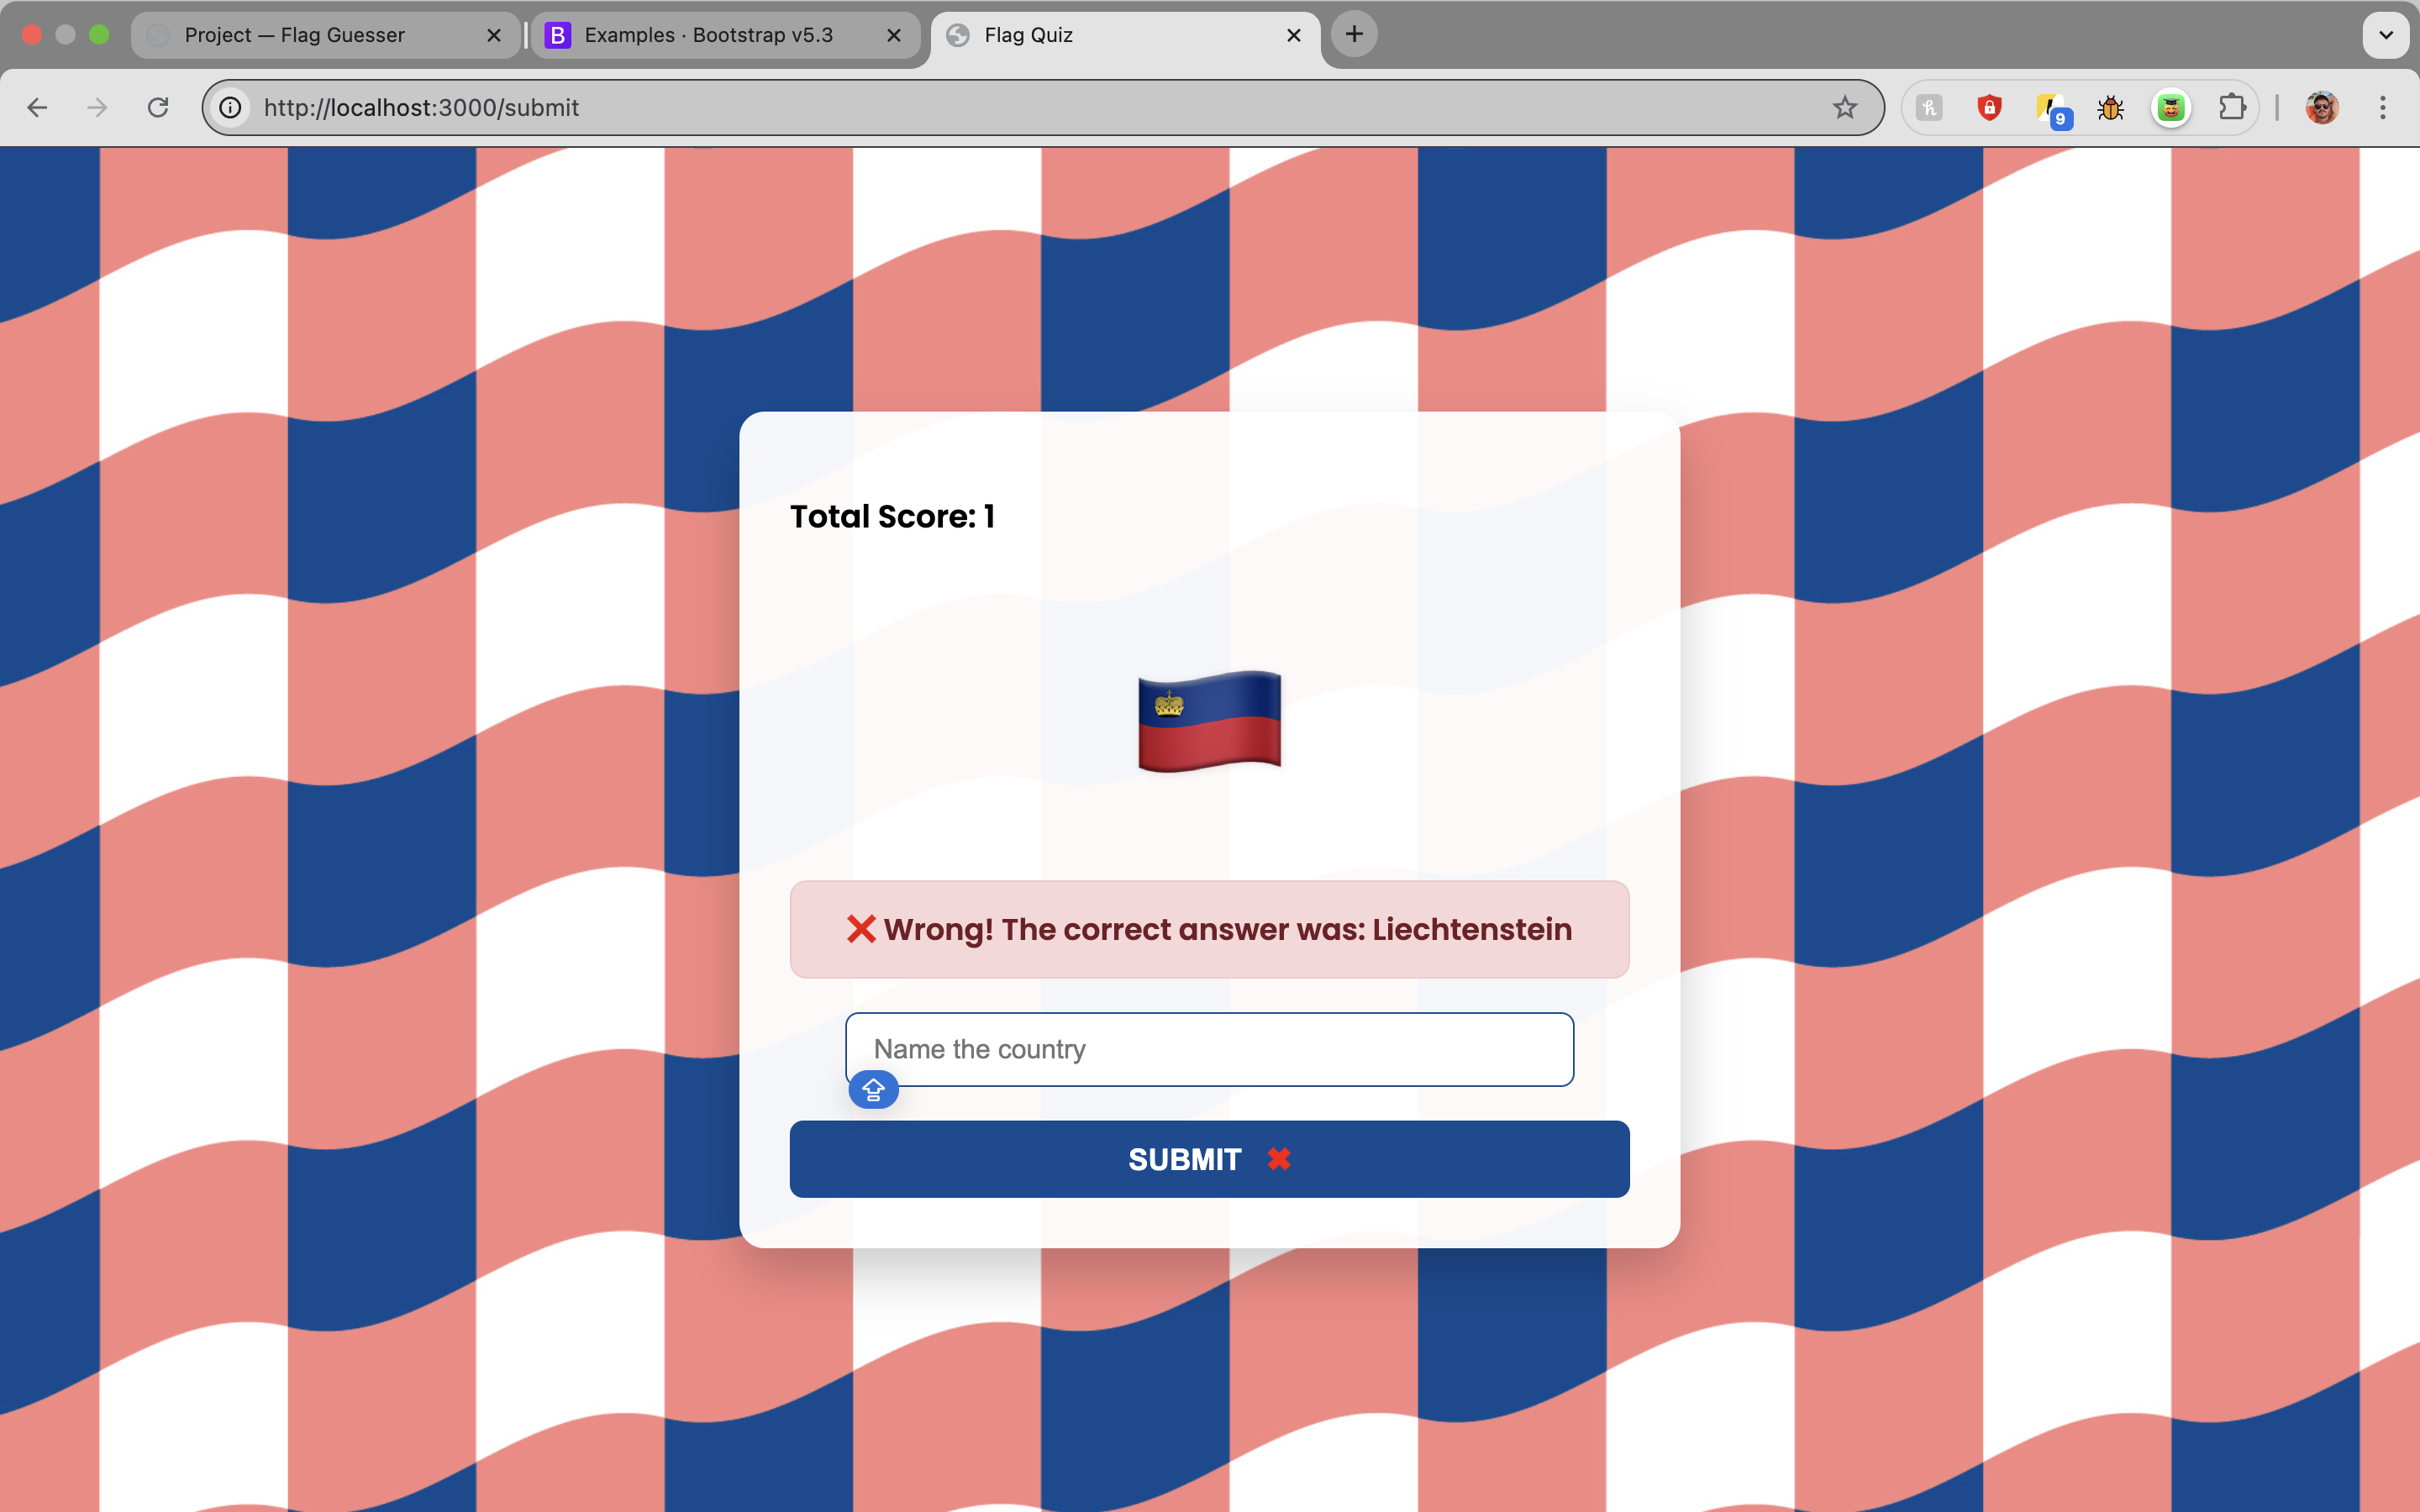 Project — Flag Guesser
B
Examples · Bootstrap v5.3
Flag Quiz
http://localhost:3000/submit
h
9
Total Score: 1
❌ Wrong! The correct answer was: Liechtenstein
Name the country
SUBMIT ✖